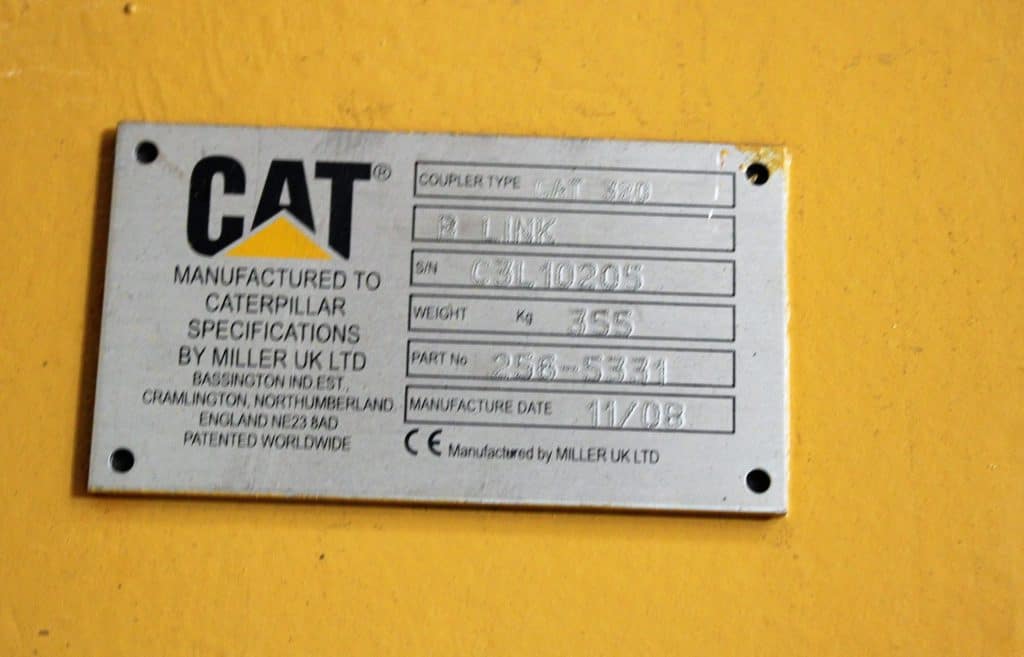 CAT®
MANUFACTURED TO
CATERPILLAR
SPECIFICATIONS
BY MILLER UK LTD
BASSINGTON IND.EST.,
CRAMLINGTON, NORTHUMBERLAND
ENGLAND NE23 8AD
PATENTED WORLDWIDE
COUPLER TYPE CAT 320
B LINK
S/N C3L10205
WEIGHT Kg 355
PART No 256-5331
MANUFACTURE DATE 11/08
CE Manufactured by MILLER UK LTD